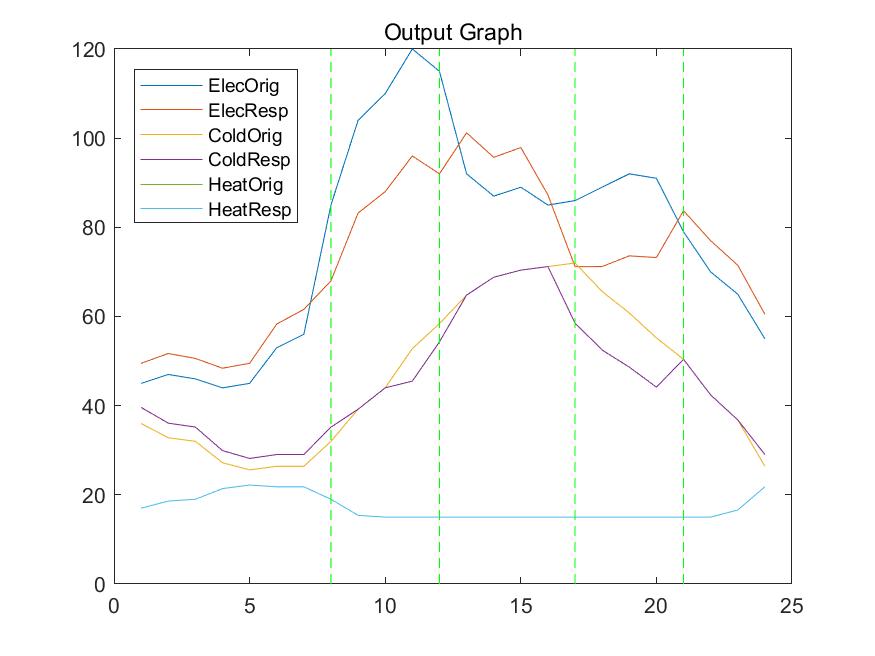 Output Graph
120
100
80
60
40
20
0
ElecOrig
ElecResp
ColdOrig
ColdResp
HeatOrig
HeatResp
0 5 10 15 20 25